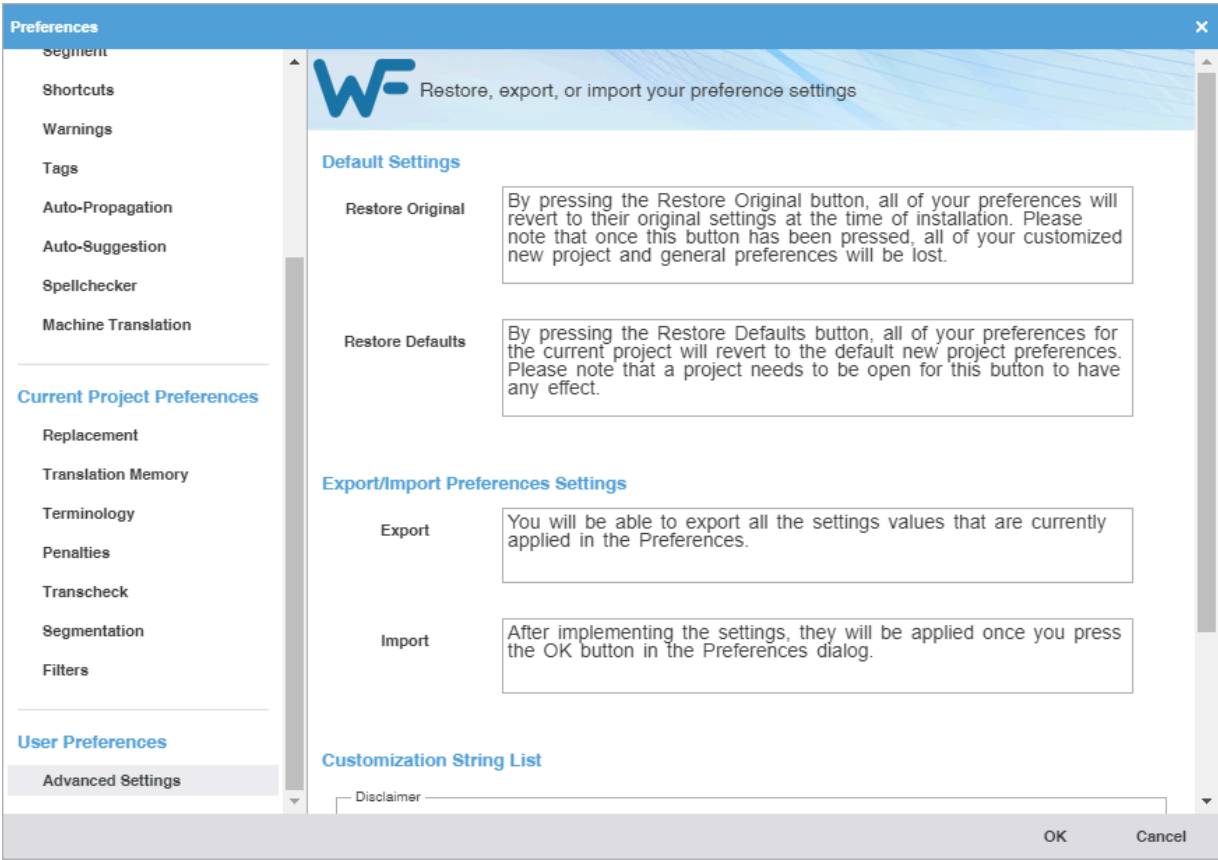 Preferences
Segment
Shortcuts
Warnings
Tags
Auto-Propagation
Auto-Suggestion
Spellchecker
Machine Translation
Current Project Preferences
Replacement
Translation Memory
Terminology
Penalties
Transcheck
Segmentation
Filters
User Preferences
Advanced Settings
WF
Restore, export, or import your preference settings
Default Settings
Restore Original
By pressing the Restore Original button, all of your preferences will
revert to their original settings at the time of installation. Please
note that once this button has been pressed, all of your customized
new project and general preferences will be lost.
Restore Defaults
By pressing the Restore Defaults button, all of your preferences for
the current project will revert to the default new project preferences.
Please note that a project needs to be open for this button to have
any effect.
Export/Import Preferences Settings
Export
You will be able to export all the settings values that are currently
applied in the Preferences.
Import
After implementing the settings, they will be applied once you press
the OK button in the Preferences dialog.
Customization String List
Disclaimer
OK
Cancel